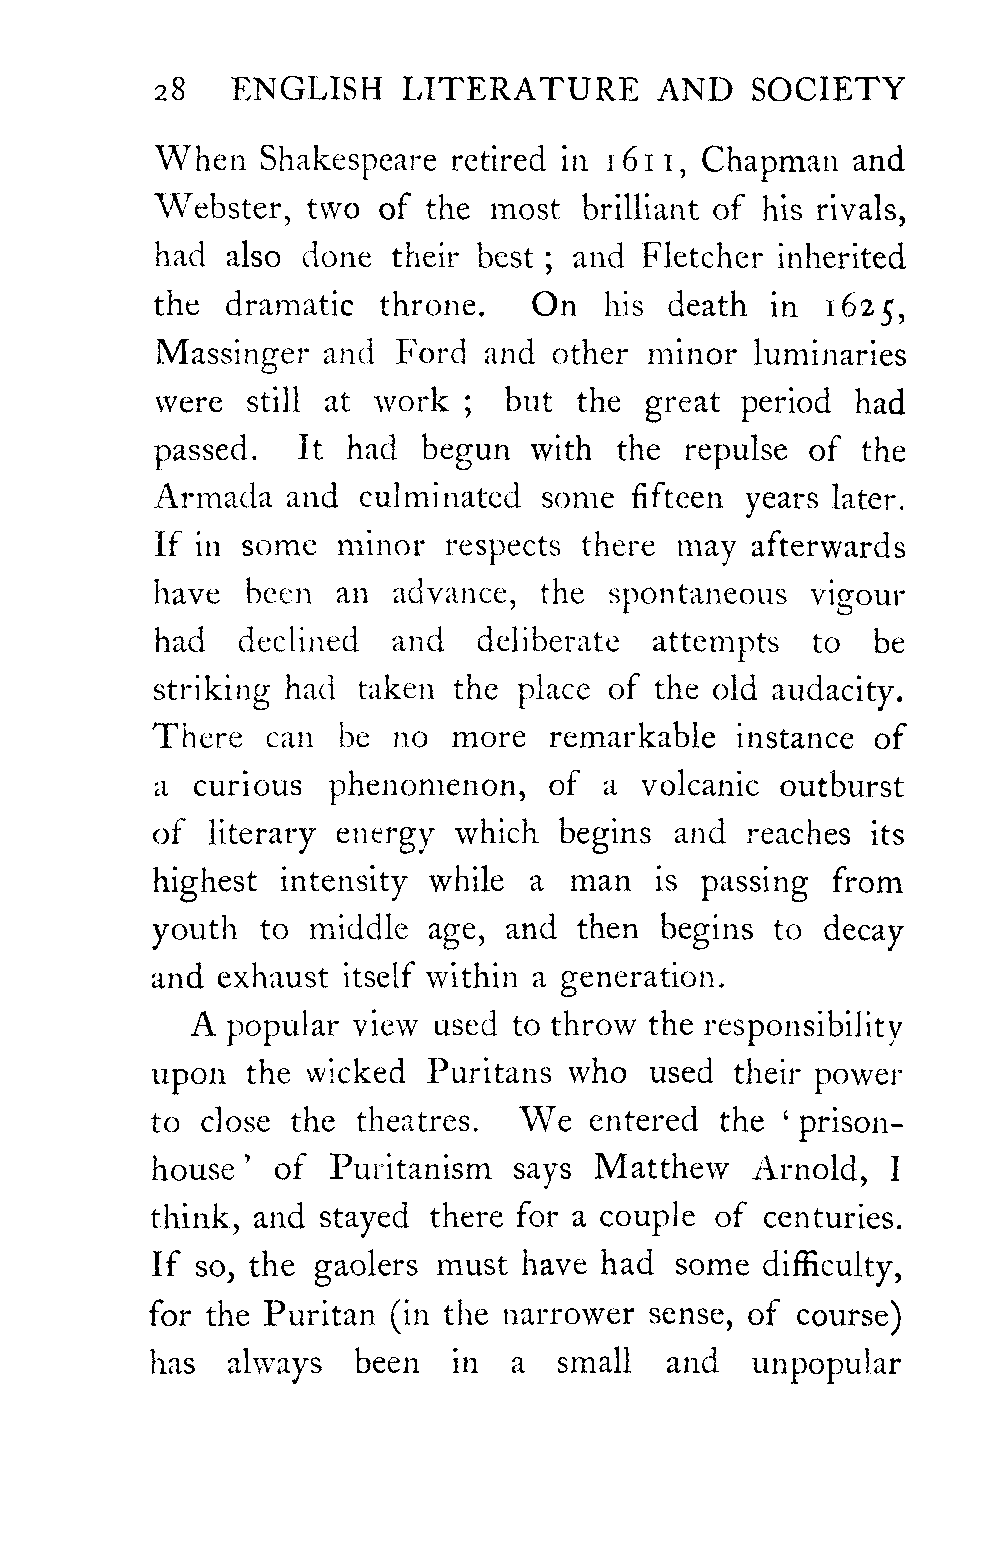 28 ENGLISH LITERATURE AND SOCIETY
When Shakespeare retired in 1611, Chapman and
Webster, two of the most brilliant of his rivals,
had also done their best ; and Fletcher inherited
the dramatic throne. On his death in 1625,
Massinger and Ford and other minor luminaries
were still at work ; but the great period had
passed. It had begun with the repulse of the
Armada and culminated some fifteen years later.
If in some minor respects there may afterwards
have been an advance, the spontaneous vigour
had declined and deliberate attempts to be
striking had taken the place of the old audacity.
There can be no more remarkable instance of
a curious phenomenon, of a volcanic outburst
of literary energy which begins and reaches its
highest intensity while a man is passing from
youth to middle age, and then begins to decay
and exhaust itself within a generation.
A popular view used to throw the responsibility
upon the wicked Puritans who used their power
to close the theatres. We entered the ‘ prison-
house ’ of Puritanism says Matthew Arnold, I
think, and stayed there for a couple of centuries.
If so, the gaolers must have had some difficulty,
for the Puritan (in the narrower sense, of course)
has always been in a small and unpopular